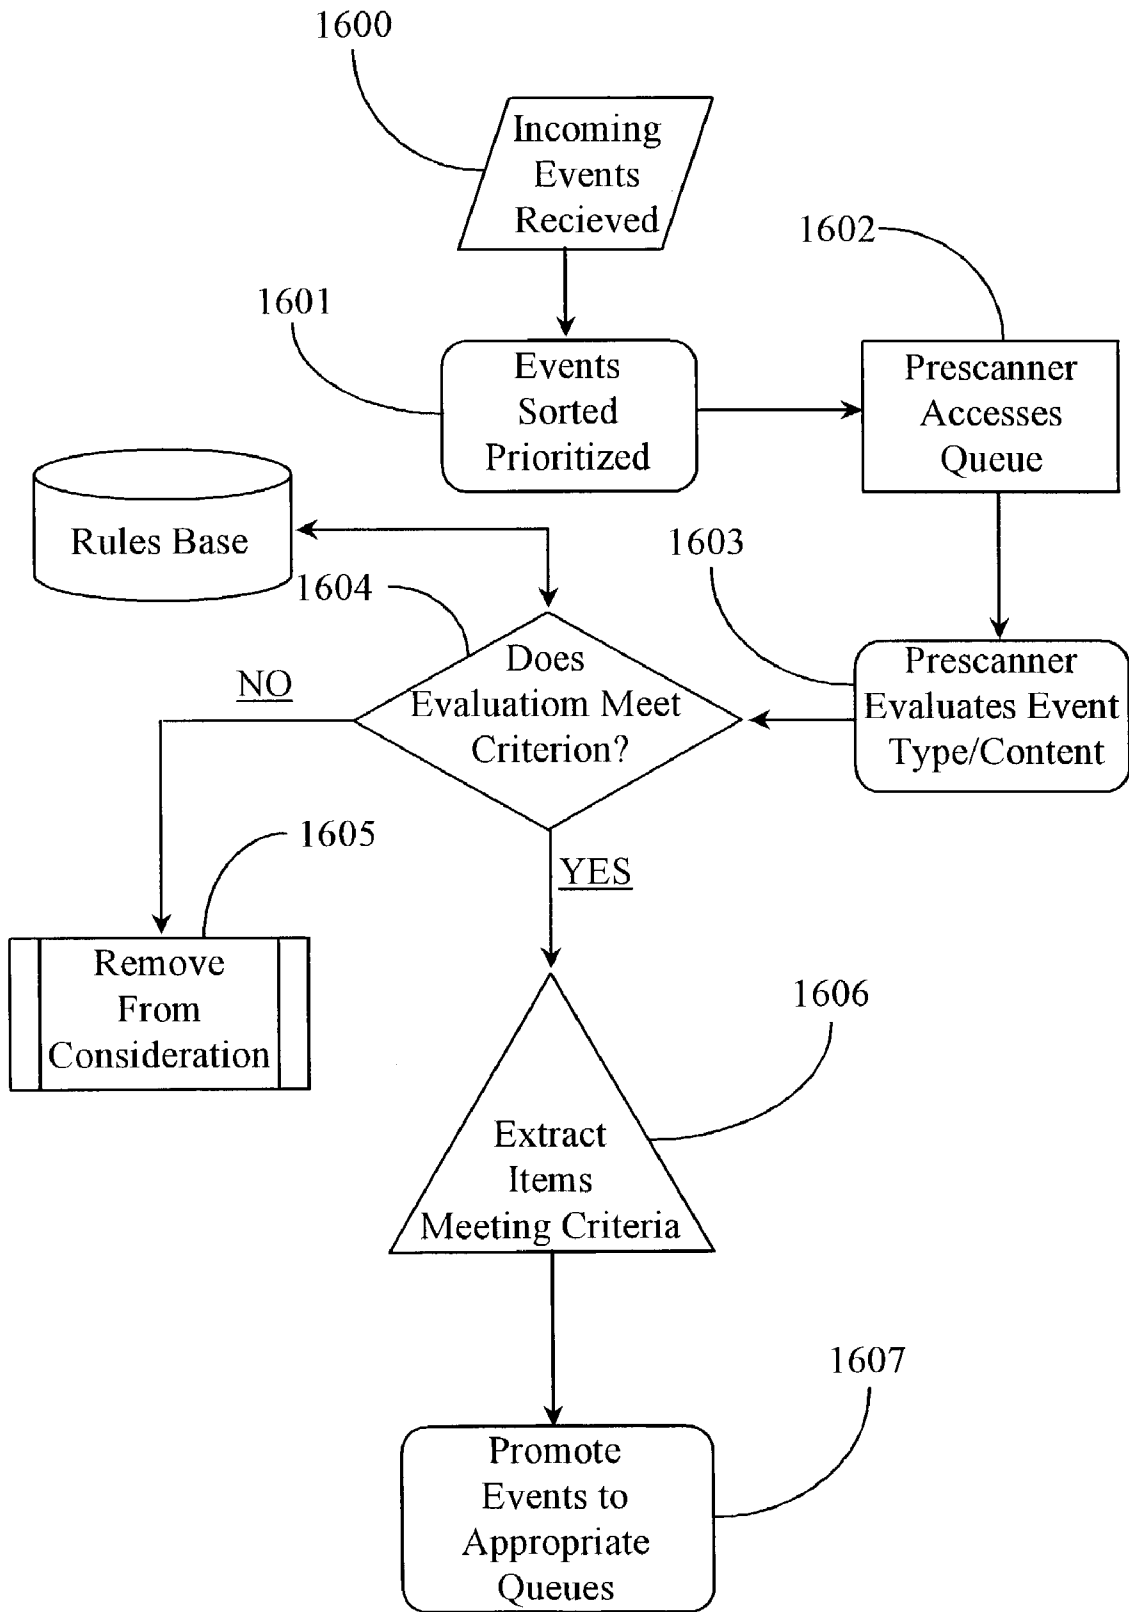 1600
Incoming
Events
Recieved
1602
1601
Events
Sorted
Prioritized
Prescanner
Accesses
Queue
Rules Base
1603
1604
Does
Evaluatiom Meet
Criterion?
NO
Prescanner
Evaluates Event
Type/Content
1605
YES
Remove
From
Consideration
1606
Extract
Items
Meeting Criteria
1607
Promote
Events to
Appropriate
Queues